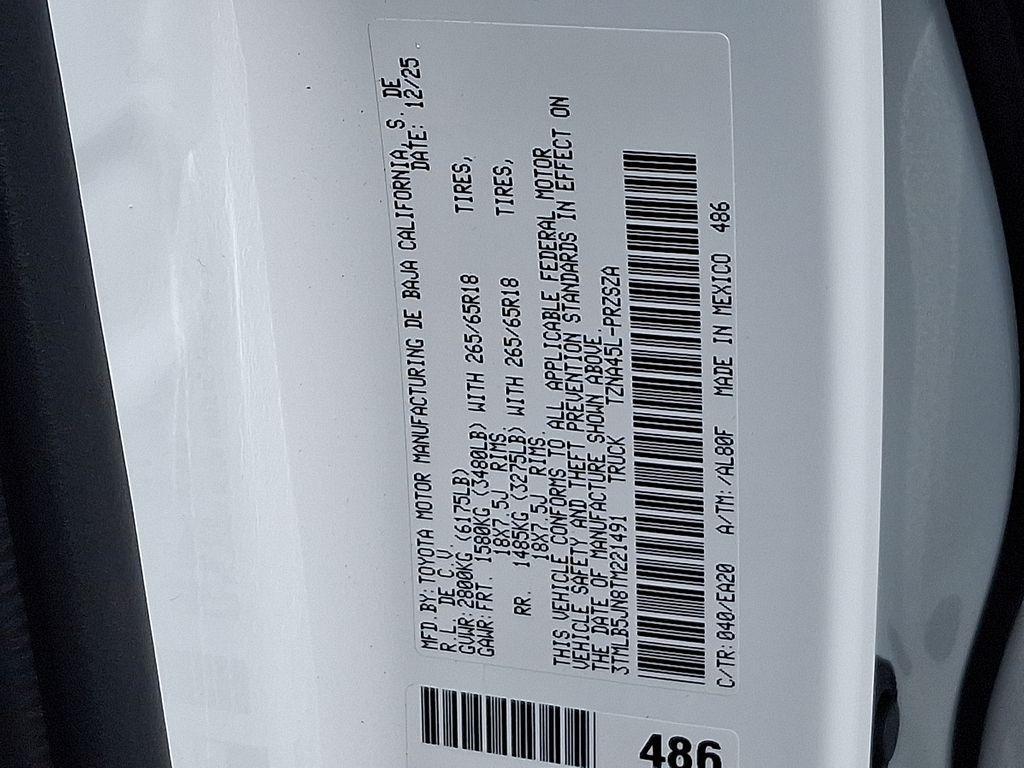 MFD.BY:TOYOTA MOTOR MANUFACTURING DE BAJA CALIFORNIA, S. DE
R.L. DE C.V. DATE: 12/25
GVWR:2800KG (6175LB)
GAWR:FRT. 1580KG (3480LB) WITH 265/65R18 TIRES,
18X7.5J RIMS.
RR. 1485KG (3275LB) WITH 265/65R18 TIRES,
18X7.5J RIMS.
THIS VEHICLE CONFORMS TO ALL APPLICABLE FEDERAL MOTOR
VEHICLE SAFETY AND THEFT PREVENTION STANDARDS IN EFFECT ON
THE DATE OF MANUFACTURE SHOWN ABOVE.
3TMLB5JN8TM221491 TRUCK TZNA45L-PRZSZA
C/TR:040/EA20 A/TM:/AL80F MADE IN MEXICO 486
486